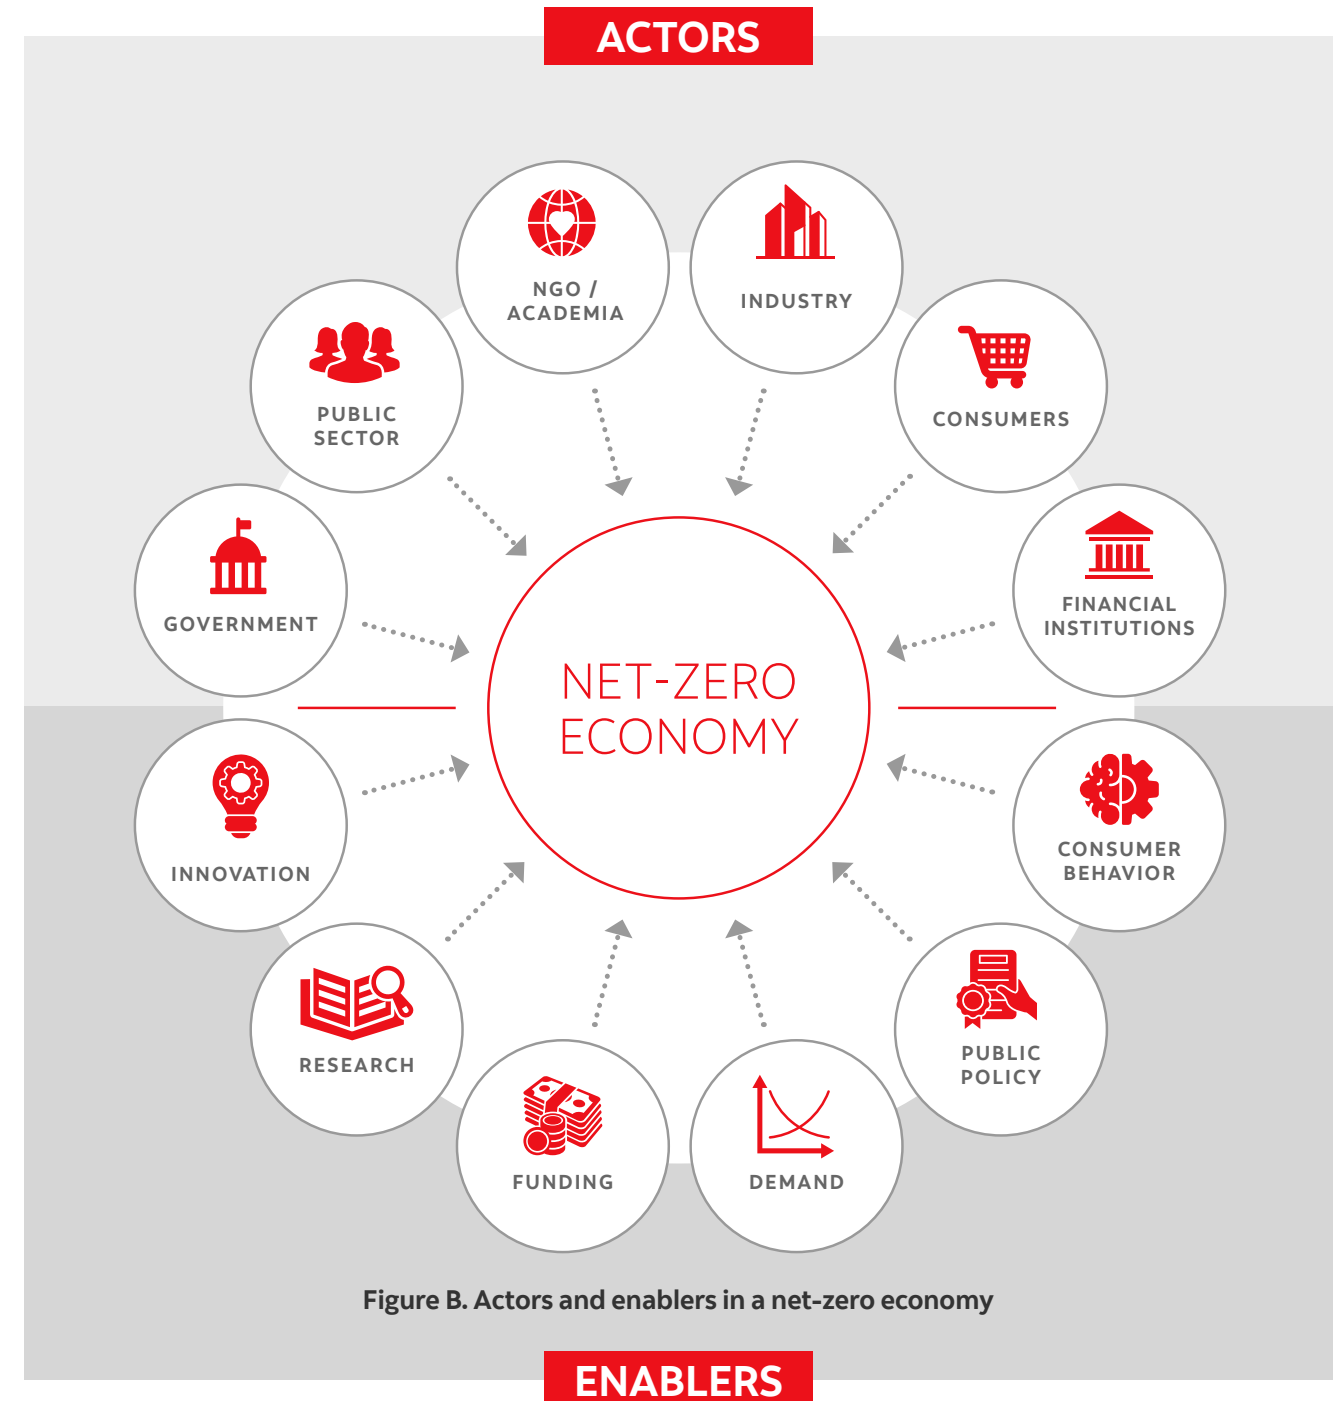 ACTORS
NGO /
ACADEMIA
INDUSTRY
PUBLIC
SECTOR
CONSUMERS
GOVERNMENT
FINANCIAL
INSTITUTIONS
NET-ZERO
ECONOMY
INNOVATION
CONSUMER
BEHAVIOR
RESEARCH
PUBLIC
POLICY
FUNDING
DEMAND
Figure B. Actors and enablers in a net-zero economy
ENABLERS